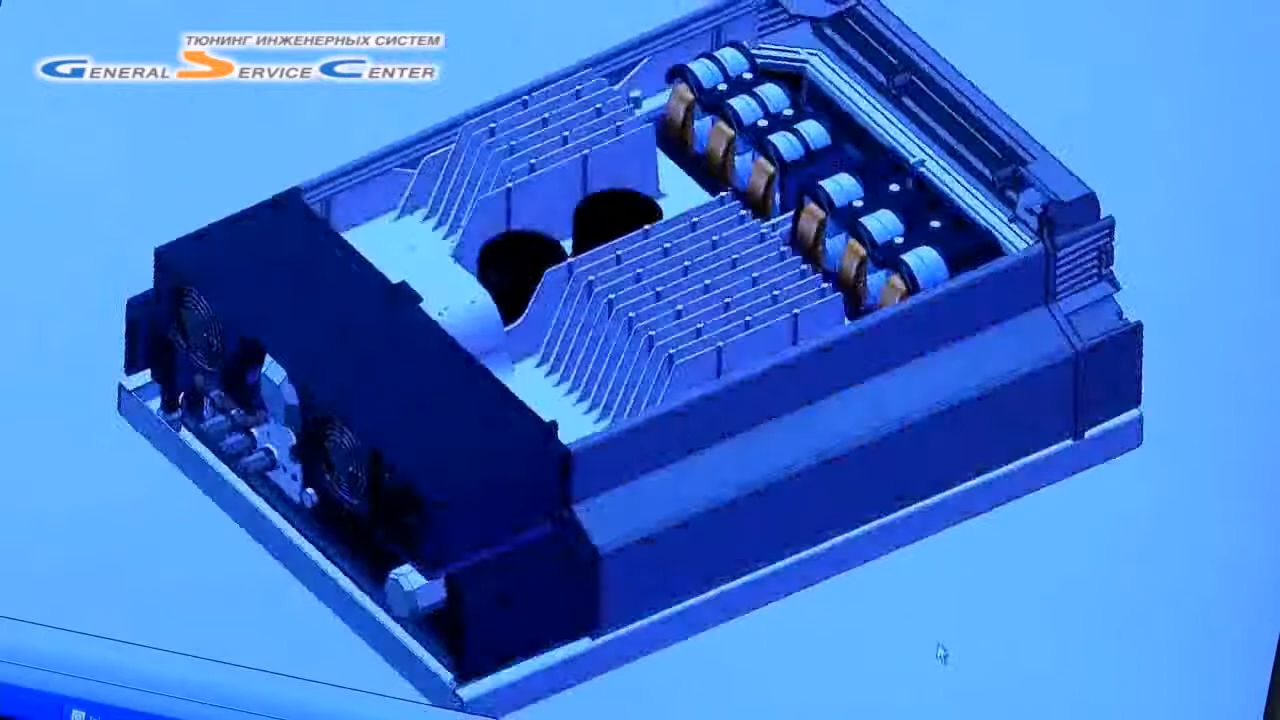 ТЮНИНГ ИНЖЕНЕРНЫХ СИСТЕМ
GENERAL SERVICE CENTER